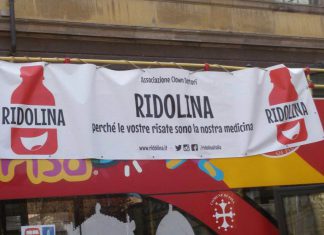 Associazione Clown Dottori
RIDOLINA
RIDOLINA
RIDOLINA
perché le vostre risate sono la nostra medicina
www.ridolina.it /ridolinaitalia